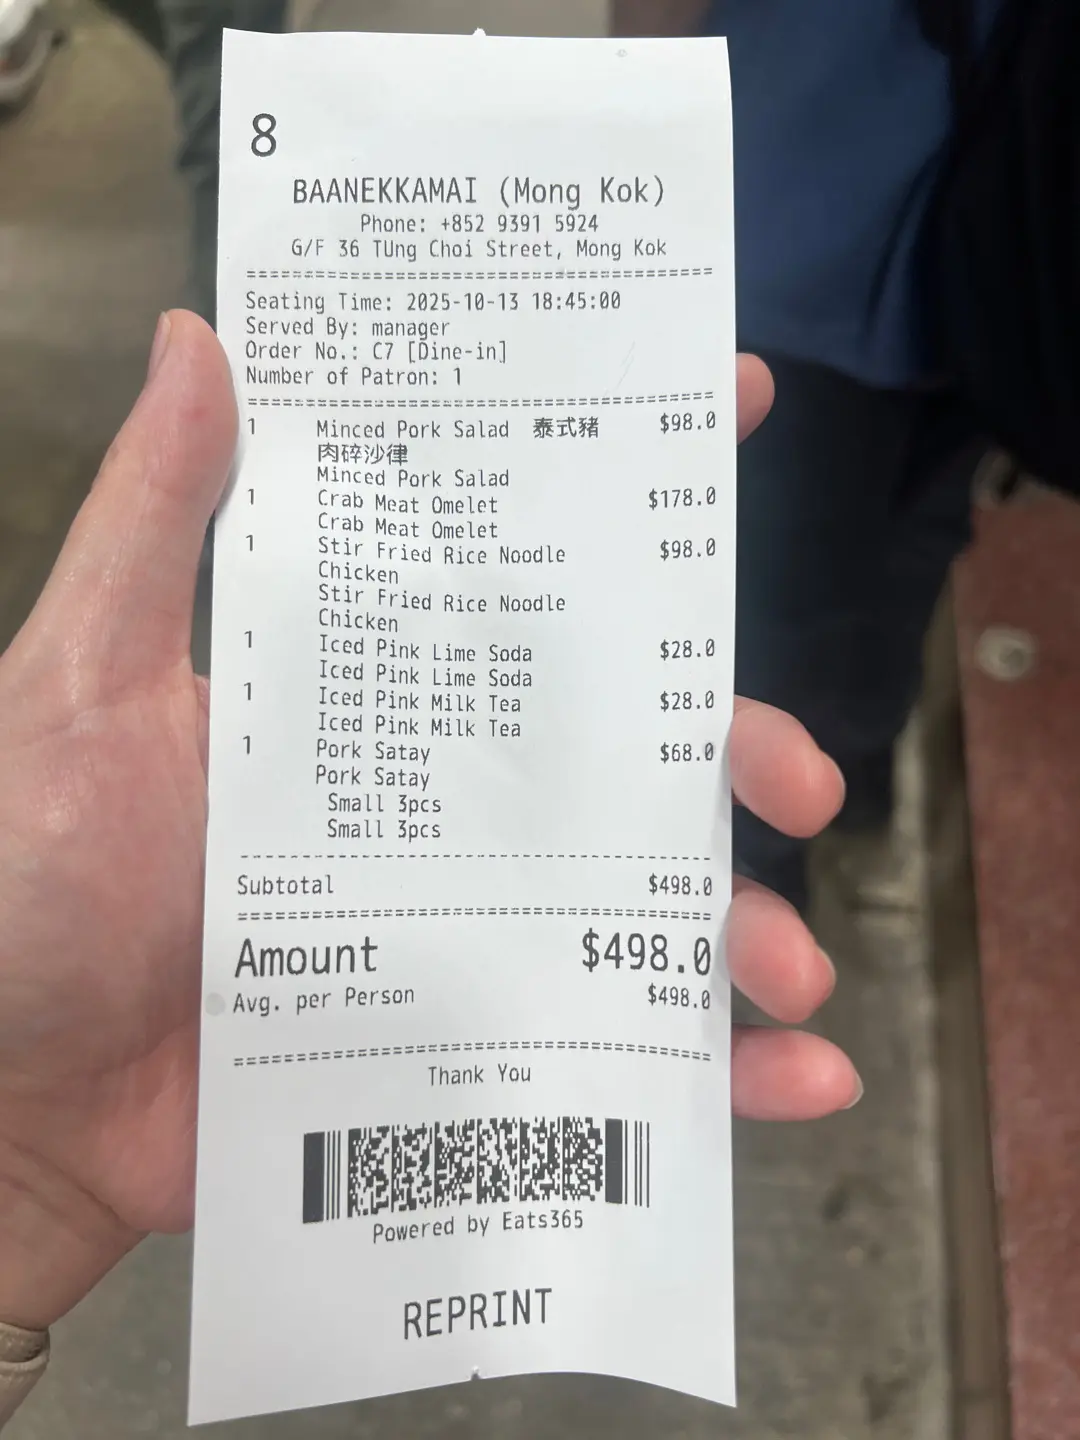 8
BAANEKKAMAI (Mong Kok)
Phone: +852 9391 5924
G/F 36 TUng Choi Street, Mong Kok
=========================================
Seating Time: 2025-10-13 18:45:00
Served By: manager
Order No.: C7 [Dine-in]
Number of Patron: 1
=========================================
1 Minced Pork Salad 泰式豬 $98.0
肉碎沙律
Minced Pork Salad
1 Crab Meat Omelet $178.0
Crab Meat Omelet
1 Stir Fried Rice Noodle $98.0
Chicken
Stir Fried Rice Noodle
Chicken
1 Iced Pink Lime Soda $28.0
Iced Pink Lime Soda
1 Iced Pink Milk Tea $28.0
Iced Pink Milk Tea
1 Pork Satay $68.0
Pork Satay
Small 3pcs
Small 3pcs
-----------------------------------------
Subtotal $498.0
=========================================
Amount $498.0
Avg. per Person $498.0
=========================================
Thank You
Powered by Eats365
REPRINT